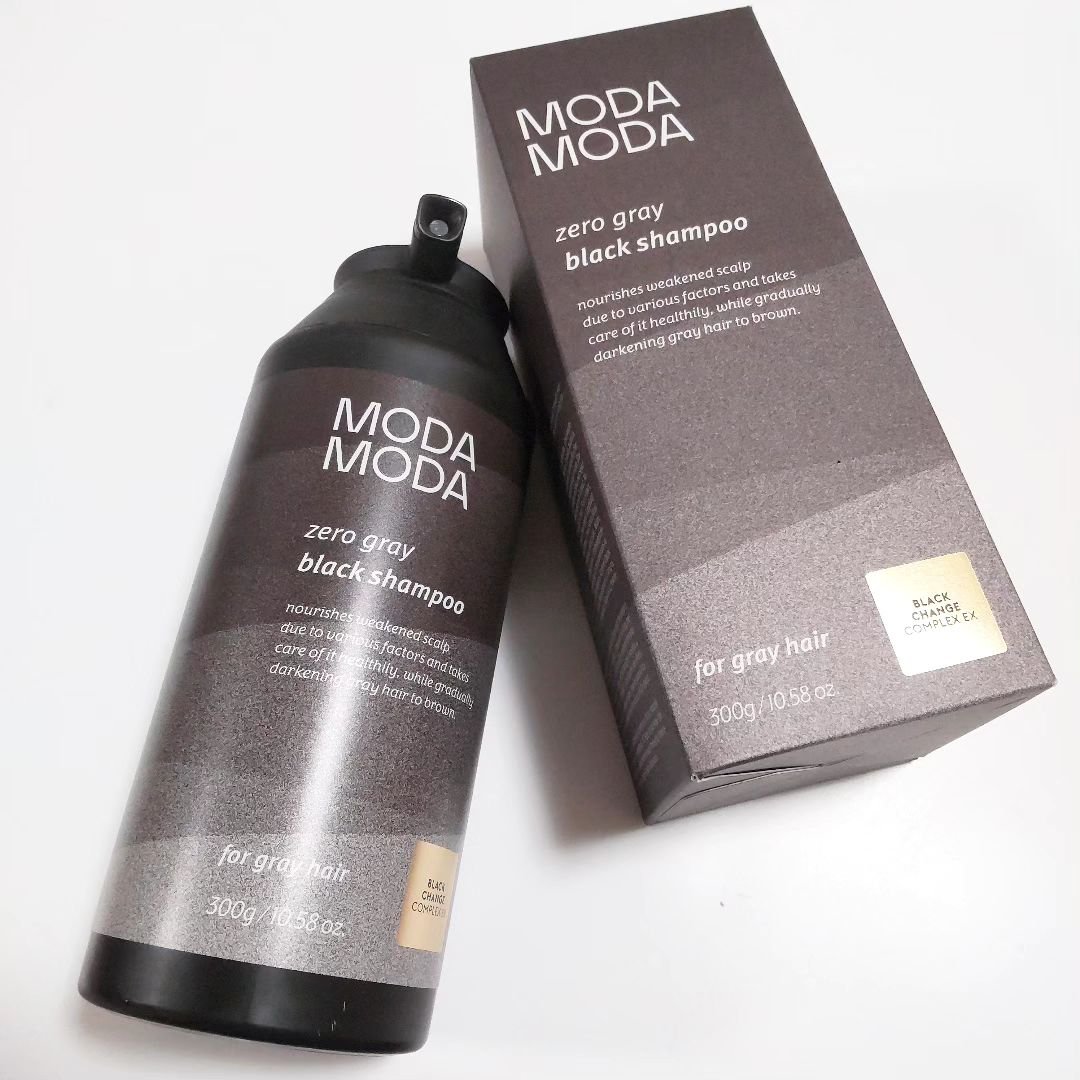 MODA
MODA
zero gray
black shampoo
nourishes weakened scalp
due to various factors and takes
care of it healthily, while gradually
darkening gray hair to brown.
for gray hair
300g/10.58 oz.
BLACK
CHANGE
COMPLEX EX
MODA
MODA
zero gray
black shampoo
nourishes weakened scalp
due to various factors and takes
care of it healthily, while gradually
darkening gray hair to brown.
for gray hair
300g/10.58 oz.
BLACK
CHANGE
COMPLEX EX